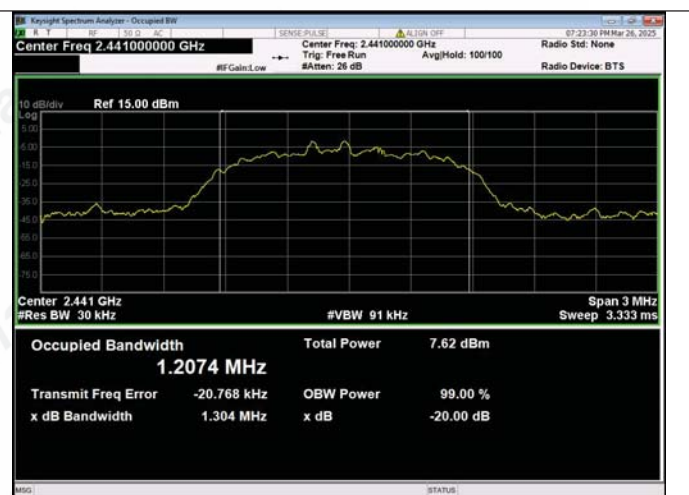 Keysight Spectrum Analyzer - Occupied BW
R T RF 50 Ω AC SENSE:PULSE ALIGN OFF 07:23:30 PM Mar 26, 2025
Center Freq 2.441000000 GHz Center Freq: 2.441000000 GHz Radio Std: None
Trig: Free Run Avg|Hold: 100/100
#IFGain:Low #Atten: 26 dB Radio Device: BTS
10 dB/div Ref 15.00 dBm
Log
5.00
-5.00
-15.0
-25.0
-35.0
-45.0
-55.0
-65.0
-75.0
Center 2.441 GHz Span 3 MHz
#Res BW 30 kHz #VBW 91 kHz Sweep 3.333 ms
Occupied Bandwidth Total Power 7.62 dBm
1.2074 MHz
Transmit Freq Error -20.768 kHz OBW Power 99.00 %
x dB Bandwidth 1.304 MHz x dB -20.00 dB
MSG STATUS